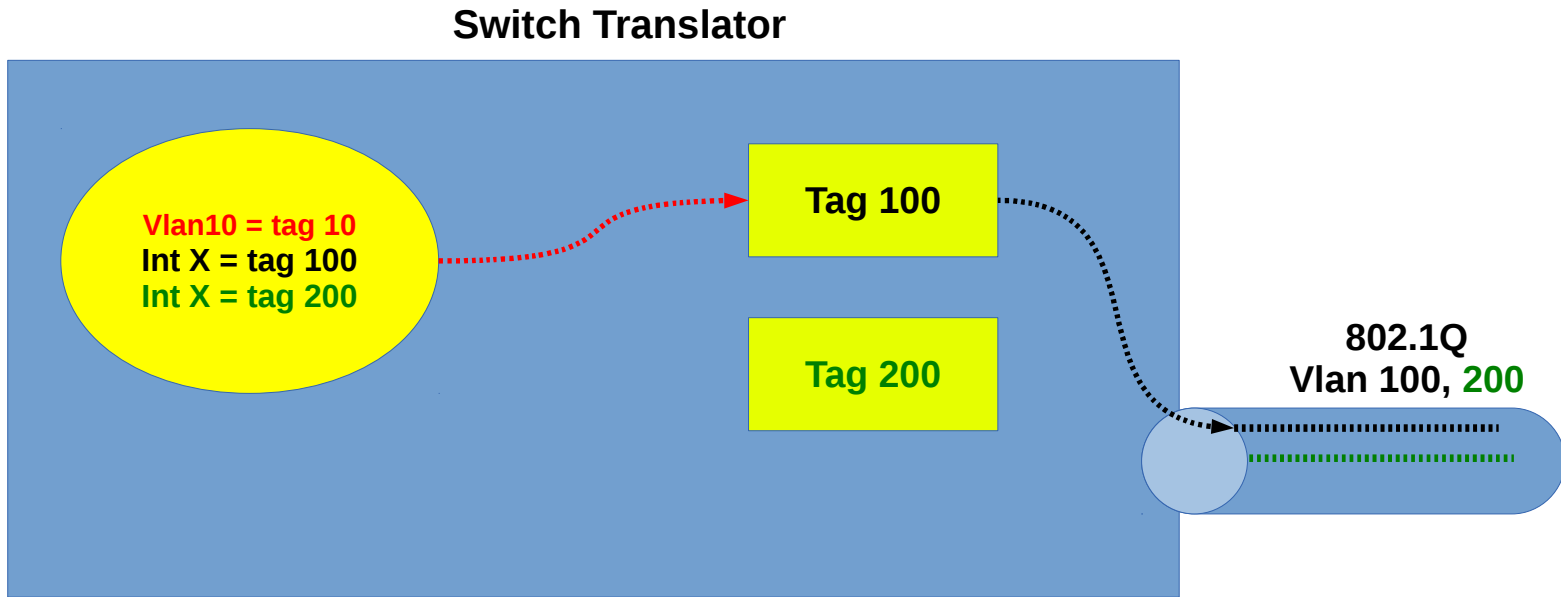 Switch Translator
Vlan10 = tag 10
Int X = tag 100
Int X = tag 200
Tag 100
Tag 200
802.1Q
Vlan 100, 200